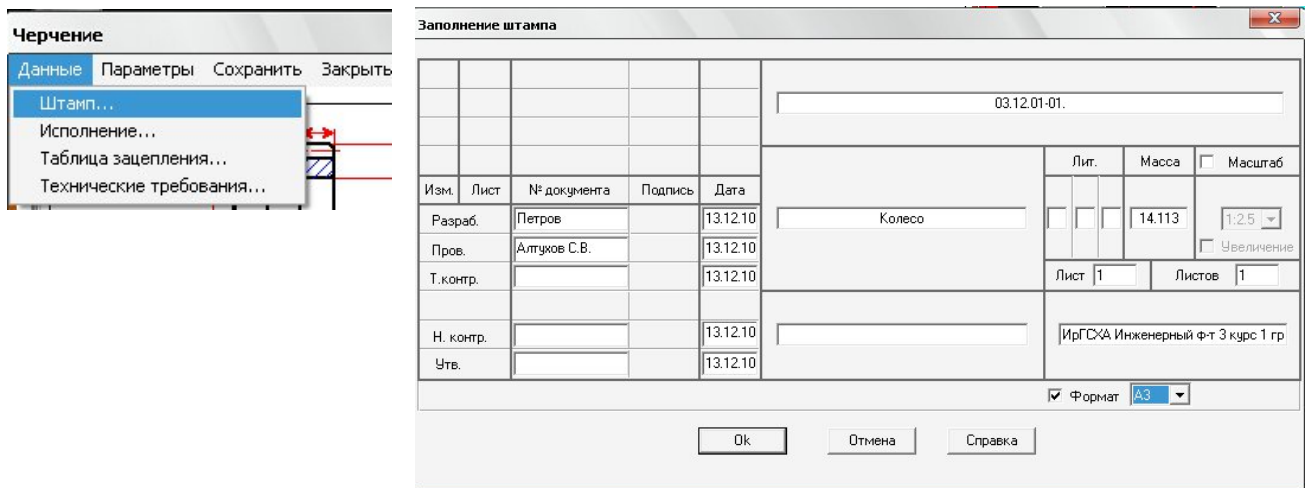 Черчение
Данные Параметры Сохранить Закрыть
Штамп...
Исполнение...
Таблица зацепления...
Технические требования...
Заполнение штампа
03.12.01-01.
Лит. Масса Масштаб
Изм. Лист № документа Подпись Дата
Разраб. Петров 13.12.10 Колесо 14.113 1:2.5
Пров. Алтухов С.В. 13.12.10 Увеличение
Т.контр. 13.12.10 Лист 1 Листов 1
Н. контр. 13.12.10 ИрГСХА Инженерный ф-т 3 курс 1 гр
Утв. 13.12.10
Формат А3
Ok Отмена Справка